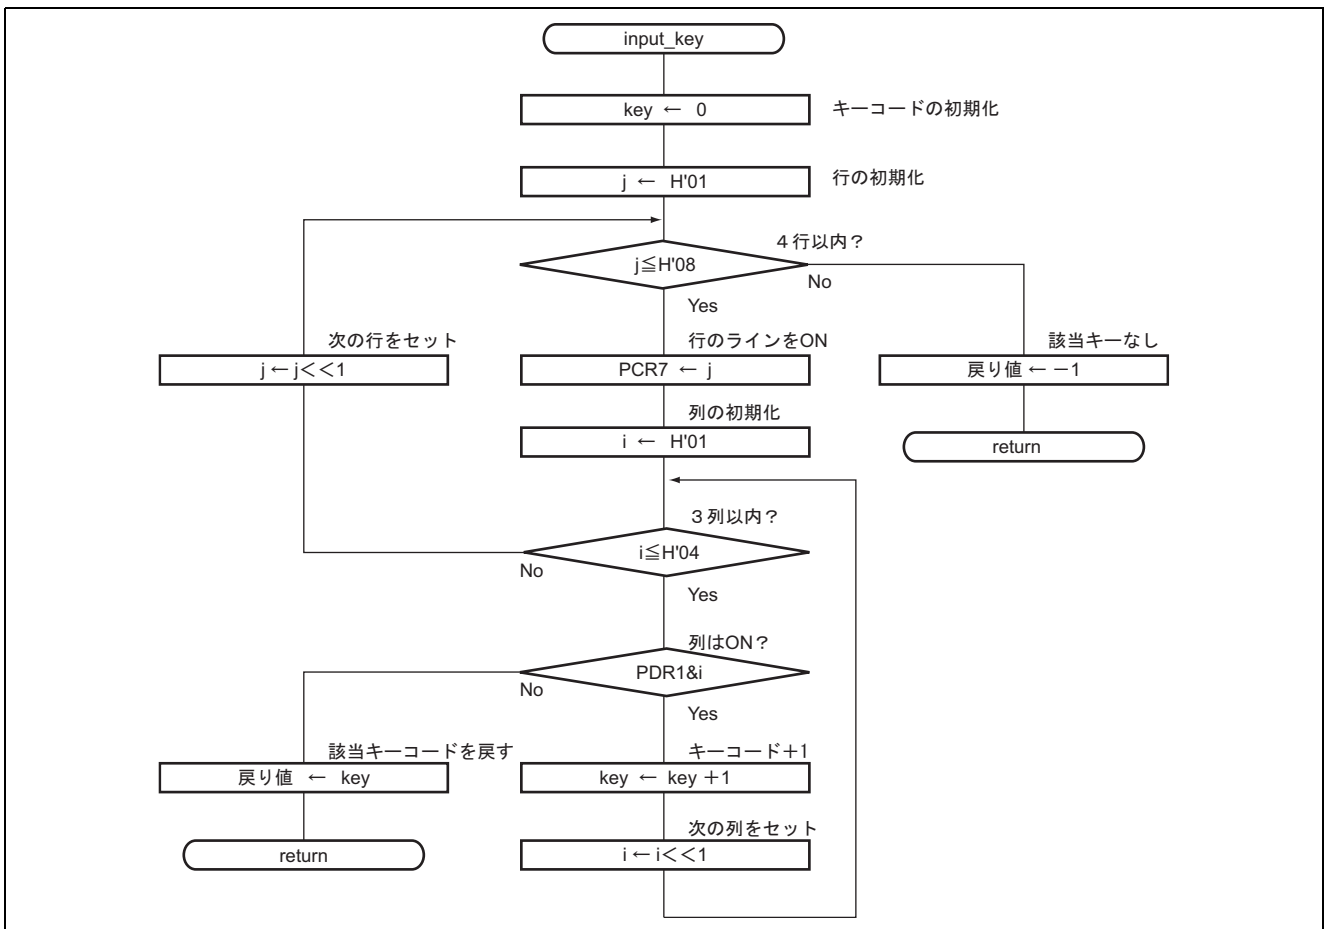 input_key
key ← 0
キーコードの初期化
j ← H'01
行の初期化
4行以内?
j≦H'08
No
Yes
次の行をセット
j ← j<<1
行のラインをON
PCR7 ← j
該当キーなし
戻り値 ← -1
列の初期化
i ← H'01
return
3列以内?
i≦H'04
No
Yes
列はON?
PDR1&i
No
Yes
該当キーコードを戻す
戻り値 ← key
キーコード+1
key ← key +1
次の列をセット
return
i ← i<<1